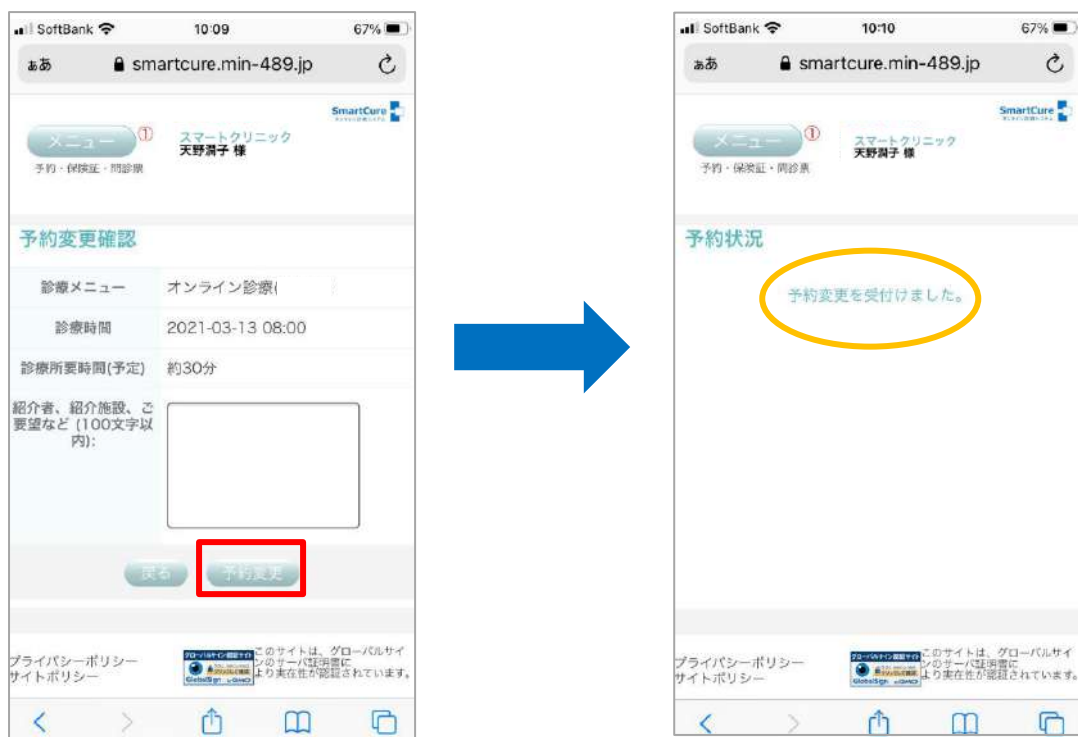 SoftBank 10:09 67%
ぁあ smartcure.min-489.jp
SmartCure
メニュー ①
スマートクリニック
天野潤子 様
予約・保険証・問診票
予約変更確認
診療メニュー オンライン診療(
診療時間 2021-03-13 08:00
診療所要時間(予定) 約30分
紹介者、紹介施設、ご
要望など (100文字以
内):
戻る 予約変更
プライバシーポリシー
サイトポリシー
GlobalSign
このサイトは、グローバルサイ
ンのサーバ証明書に
より実在性が認証されています。
SoftBank 10:10 67%
ぁあ smartcure.min-489.jp
SmartCure
メニュー ①
スマートクリニック
天野潤子 様
予約・保険証・問診票
予約状況
予約変更を受付けました。
プライバシーポリシー
サイトポリシー
GlobalSign
このサイトは、グローバルサイ
ンのサーバ証明書に
より実在性が認証されています。